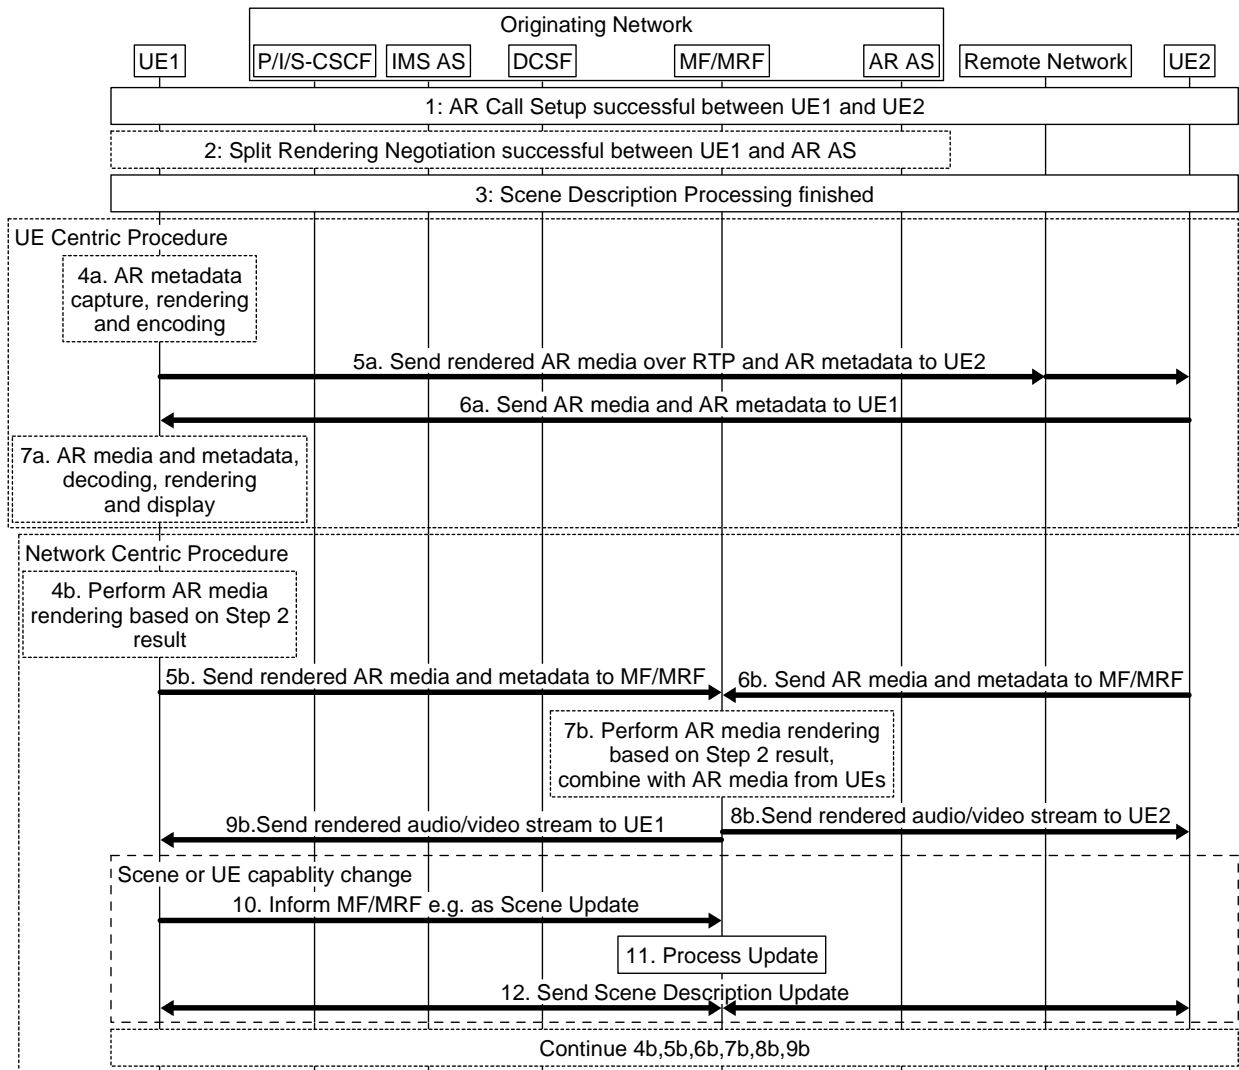 Originating Network
UE1
P/I/S-CSCF
IMS AS
DCSF
MF/MRF
AR AS
Remote Network
UE2
1: AR Call Setup successful between UE1 and UE2
2: Split Rendering Negotiation successful between UE1 and AR AS
3: Scene Description Processing finished
UE Centric Procedure
4a. AR metadata
capture, rendering
and encoding
5a. Send rendered AR media over RTP and AR metadata to UE2
6a. Send AR media and AR metadata to UE1
7a. AR media and metadata,
decoding, rendering
and display
Network Centric Procedure
4b. Perform AR media
rendering based on Step 2
result
5b. Send rendered AR media and metadata to MF/MRF
6b. Send AR media and metadata to MF/MRF
7b. Perform AR media rendering
based on Step 2 result,
combine with AR media from UEs
8b.Send rendered audio/video stream to UE2
9b.Send rendered audio/video stream to UE1
Scene or UE capablity change
10. Inform MF/MRF e.g. as Scene Update
11. Process Update
12. Send Scene Description Update
Continue 4b,5b,6b,7b,8b,9b